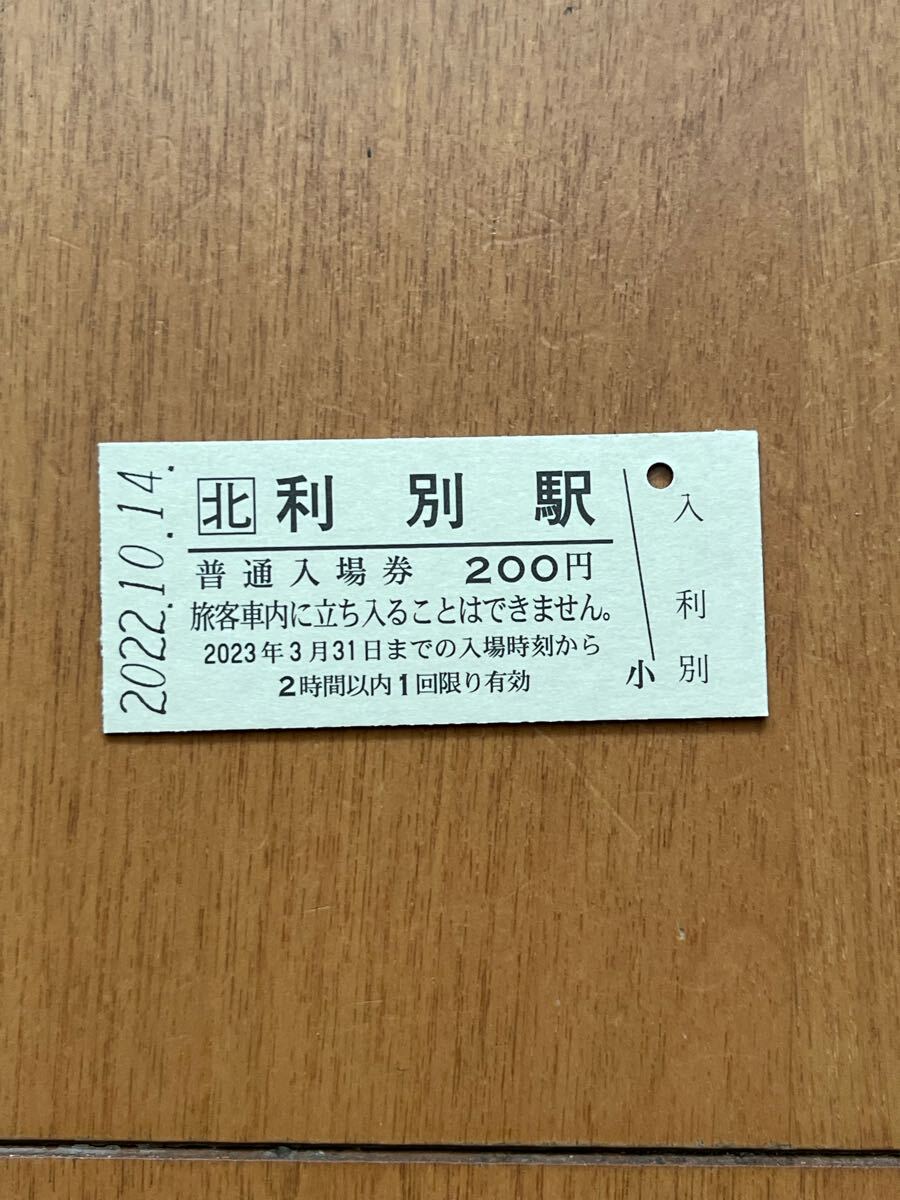 2022.10.14.
北 利別駅
普通入場券 200円
旅客車内に立ち入ることはできません。
2023年3月31日までの入場時刻から
2時間以内1回限り有効
小
入
利
別